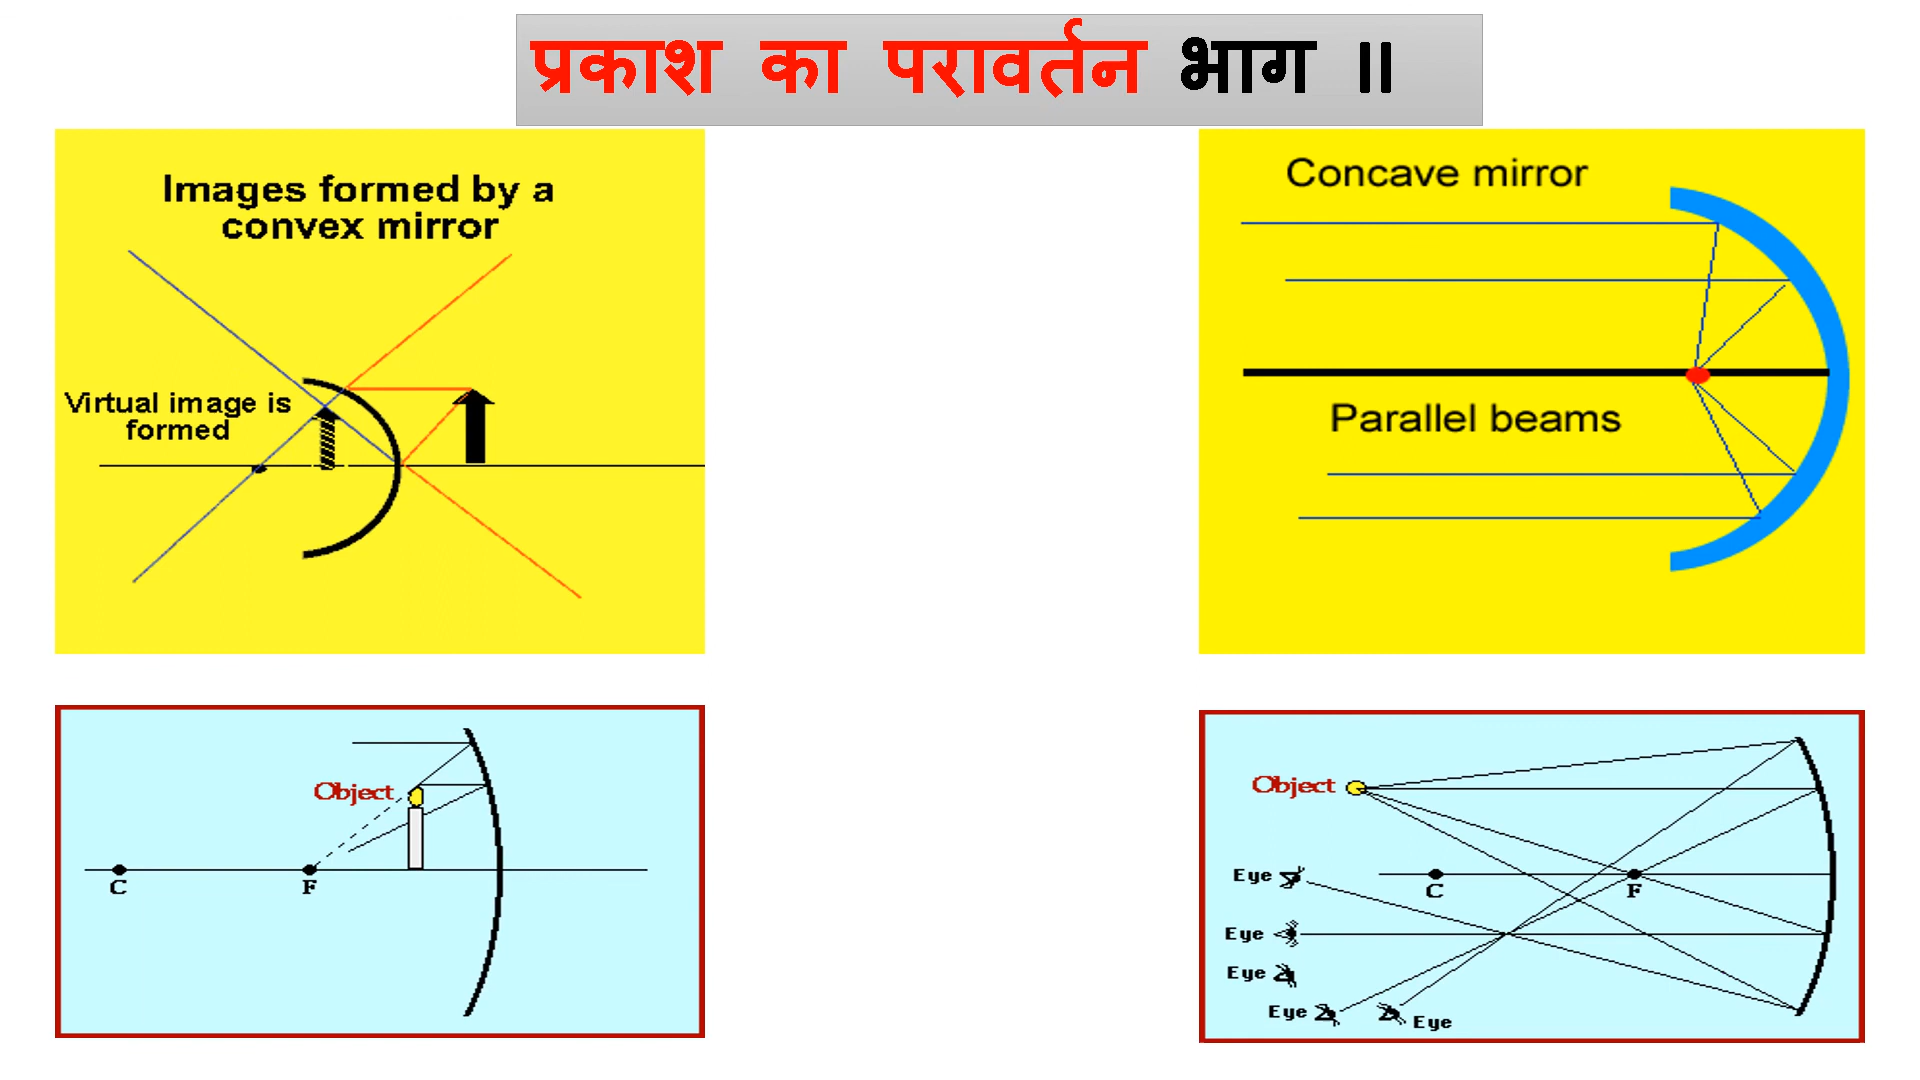 प्रकाश का परावर्तन भाग ॥
Images formed by a
convex mirror
Virtual image is
formed
Concave mirror
Parallel beams
Object
C
F
Object
Eye
C
F
Eye
Eye
Eye
Eye